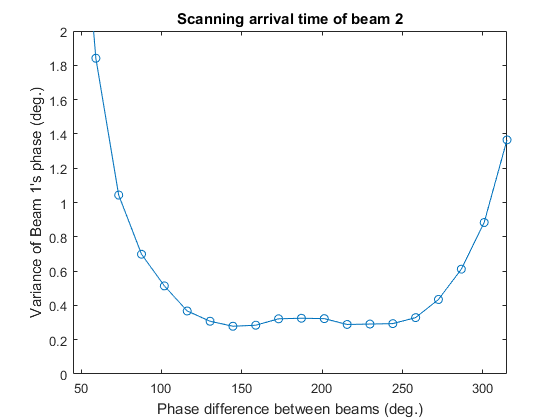 Scanning arrival time of beam 2
Variance of Beam 1's phase (deg.)
2
1.8
1.6
1.4
1.2
1
0.8
0.6
0.4
0.2
0
50 100 150 200 250 300
Phase difference between beams (deg.)